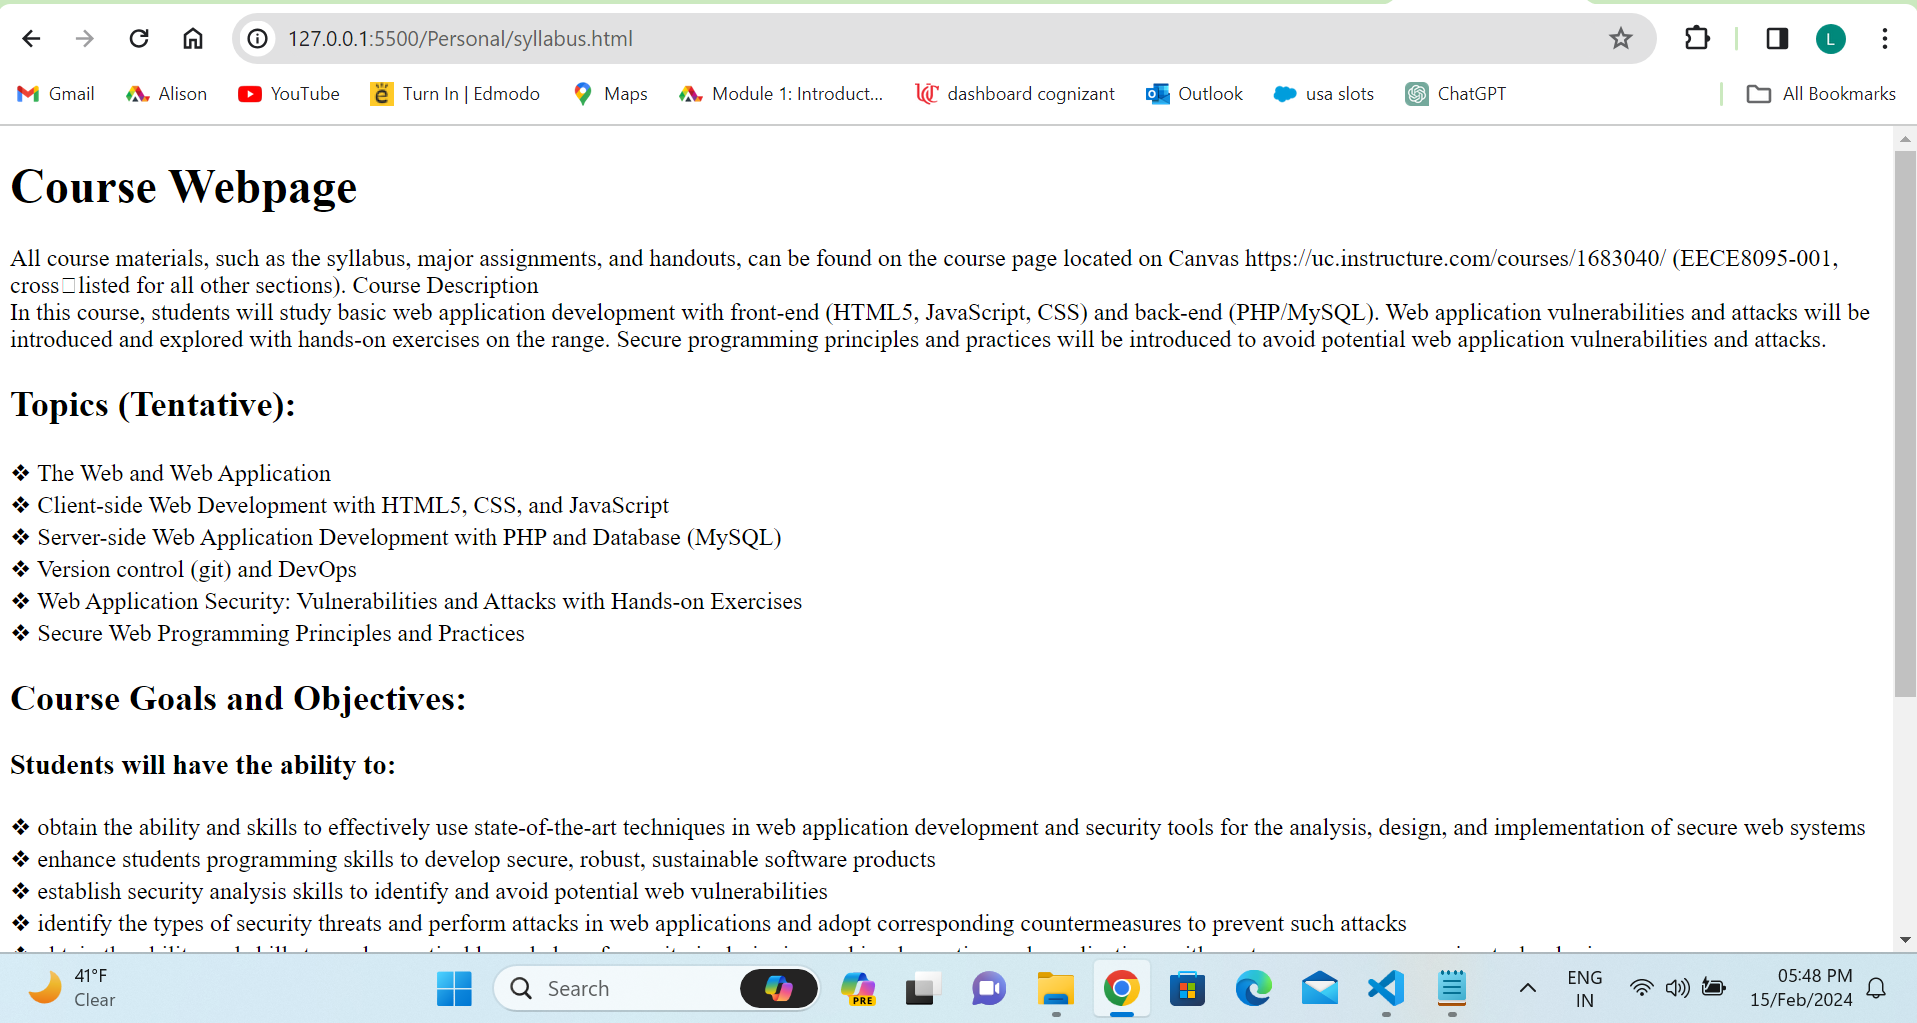 127.0.0.1:5500/Personal/syllabus.html
L
Gmail
Alison
YouTube
ë
Turn In | Edmodo
Maps
Module 1: Introduct...
UC
dashboard cognizant
Outlook
usa slots
ChatGPT
All Bookmarks
Course Webpage
All course materials, such as the syllabus, major assignments, and handouts, can be found on the course page located on Canvas https://uc.instructure.com/courses/1683040/ (EECE8095-001,
cross□listed for all other sections). Course Description
In this course, students will study basic web application development with front-end (HTML5, JavaScript, CSS) and back-end (PHP/MySQL). Web application vulnerabilities and attacks will be
introduced and explored with hands-on exercises on the range. Secure programming principles and practices will be introduced to avoid potential web application vulnerabilities and attacks.
Topics (Tentative):
❖ The Web and Web Application
❖ Client-side Web Development with HTML5, CSS, and JavaScript
❖ Server-side Web Application Development with PHP and Database (MySQL)
❖ Version control (git) and DevOps
❖ Web Application Security: Vulnerabilities and Attacks with Hands-on Exercises
❖ Secure Web Programming Principles and Practices
Course Goals and Objectives:
Students will have the ability to:
❖ obtain the ability and skills to effectively use state-of-the-art techniques in web application development and security tools for the analysis, design, and implementation of secure web systems
❖ enhance students programming skills to develop secure, robust, sustainable software products
❖ establish security analysis skills to identify and avoid potential web vulnerabilities
❖ identify the types of security threats and perform attacks in web applications and adopt corresponding countermeasures to prevent such attacks
41°F
Clear
Search
PRE
ENG
IN
05:48 PM
15/Feb/2024